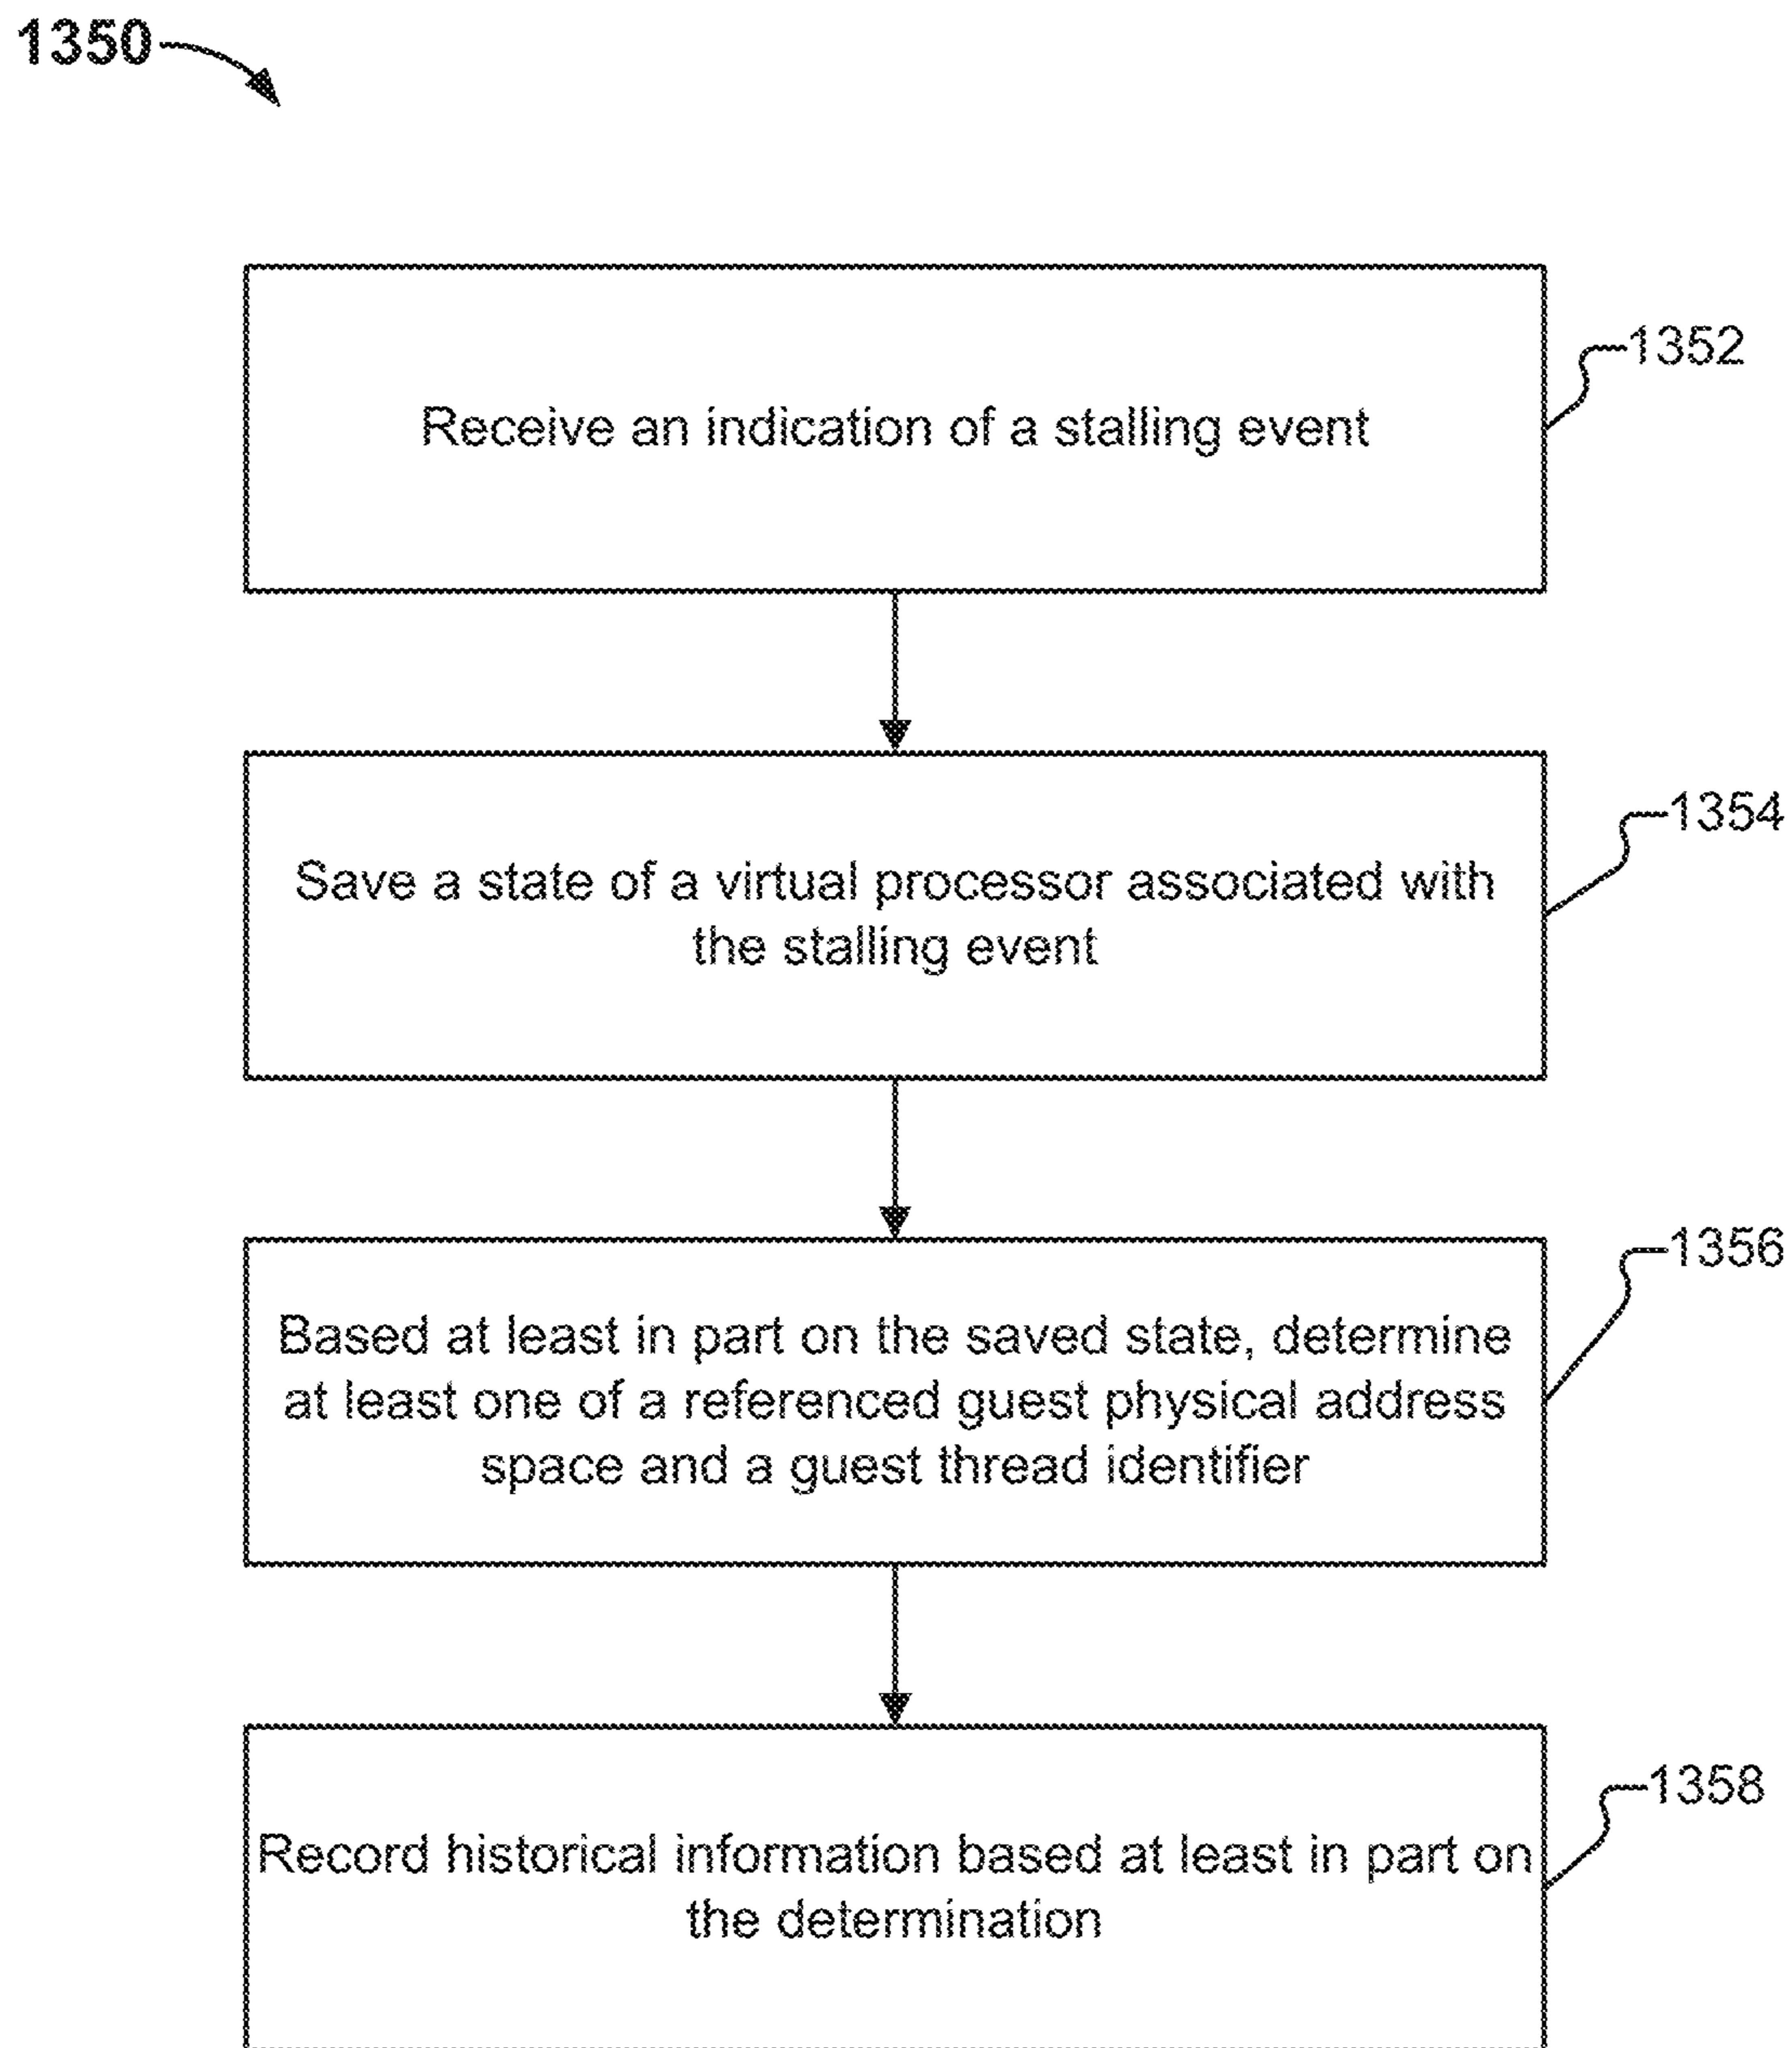 1350
Receive an indication of a stalling event
1352
Save a state of a virtual processor associated with
the stalling event
1354
Based at least in part on the saved state, determine
at least one of a referenced guest physical address
space and a guest thread identifier
1356
Record historical information based at least in part on
the determination
1358